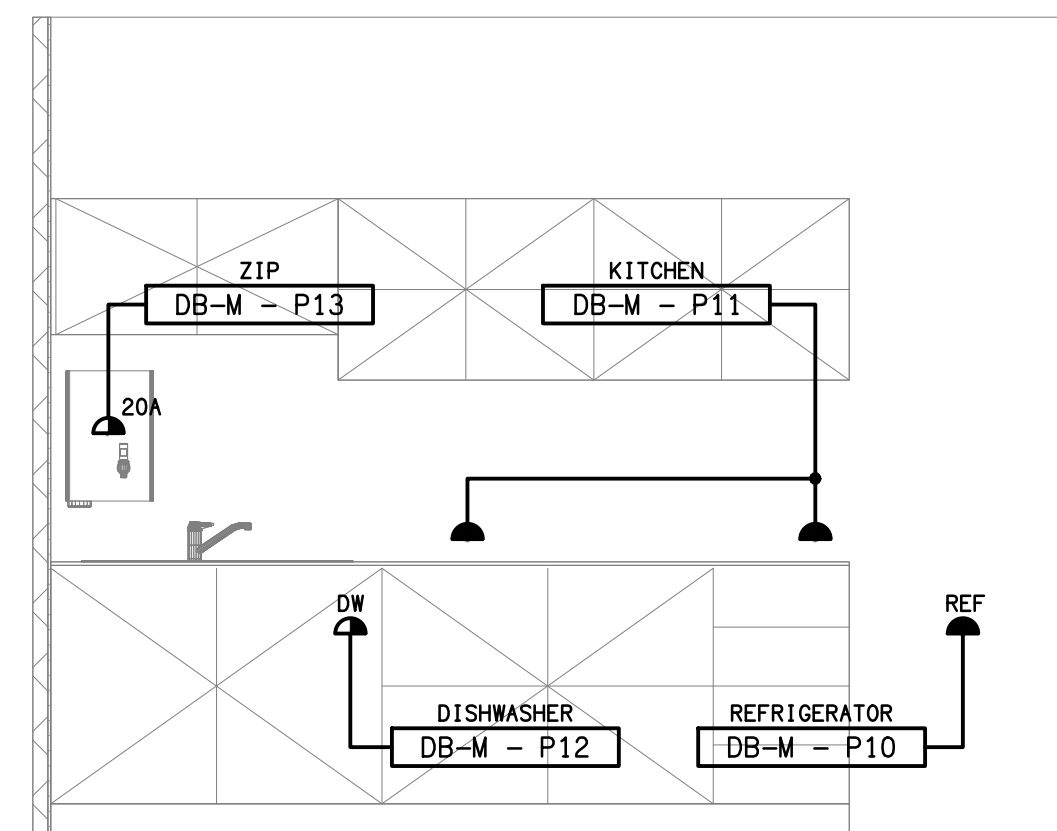 ZIP
DB-M - P13
KITCHEN
DB-M - P11
20A
DW
REF
DISHWASHER
DB-M - P12
REFRIGERATOR
DB-M - P10